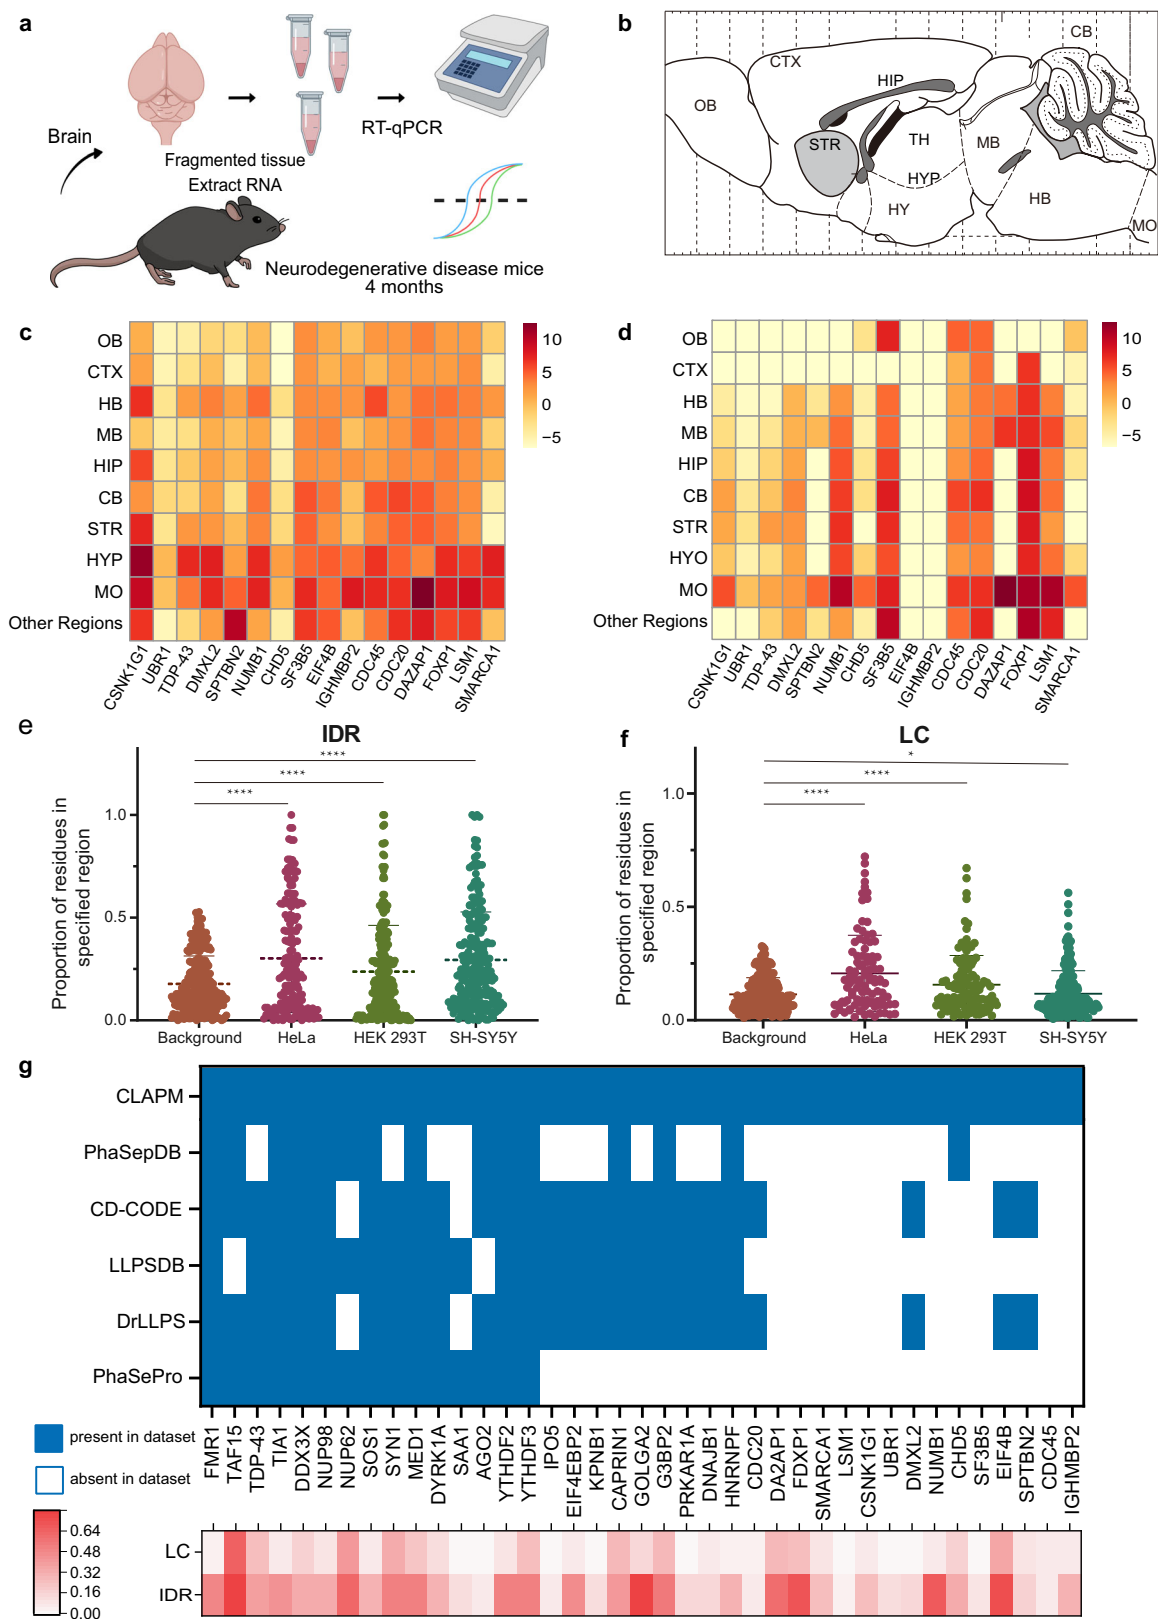 a
Brain
Fragmented tissue
Extract RNA
RT-qPCR
Neurodegenerative disease mice
4 months
b
CB
CTX
HIP
OB
STR
TH
MB
HYP
HY
HB
MO
c
OB
CTX
HB
MB
HIP
CB
STR
HYP
MO
Other Regions
CSNK1G1
UBR1
TDP-43
DMXL2
SPTBN2
NUMB1
CHD5
SF3B5
EIF4B
IGHMBP2
CDC45
CDC20
DAZAP1
FOXP1
LSM1
SMARCA1
10
5
0
−5
d
OB
CTX
HB
MB
HIP
CB
STR
HYO
MO
Other Regions
CSNK1G1
UBR1
TDP-43
DMXL2
SPTBN2
NUMB1
CHD5
SF3B5
EIF4B
IGHMBP2
CDC45
CDC20
DAZAP1
FOXP1
LSM1
SMARCA1
10
5
0
−5
e
IDR
****
****
****
Proportion of residues in
specified region
1.0
0.5
0.0
Background
HeLa
HEK 293T
SH-SY5Y
f
LC
*
****
****
Proportion of residues in
specified region
1.0
0.5
0.0
Background
HeLa
HEK 293T
SH-SY5Y
g
CLAPM
PhaSepDB
CD-CODE
LLPSDB
DrLLPS
PhaSePro
present in dataset
absent in dataset
FMR1
TAF15
TDP-43
TIA1
DDX3X
NUP98
NUP62
SOS1
SYN1
MED1
DYRK1A
SAA1
AGO2
YTHDF2
YTHDF3
IPO5
EIF4EBP2
KPNB1
CAPRIN1
GOLGA2
G3BP2
PRKAR1A
DNAJB1
HNRNPF
CDC20
DA2AP1
FDXP1
SMARCA1
LSM1
CSNK1G1
UBR1
DMXL2
NUMB1
CHD5
SF3B5
EIF4B
SPTBN2
CDC45
IGHMBP2
0.64
0.48
0.32
0.16
0.00
LC
IDR